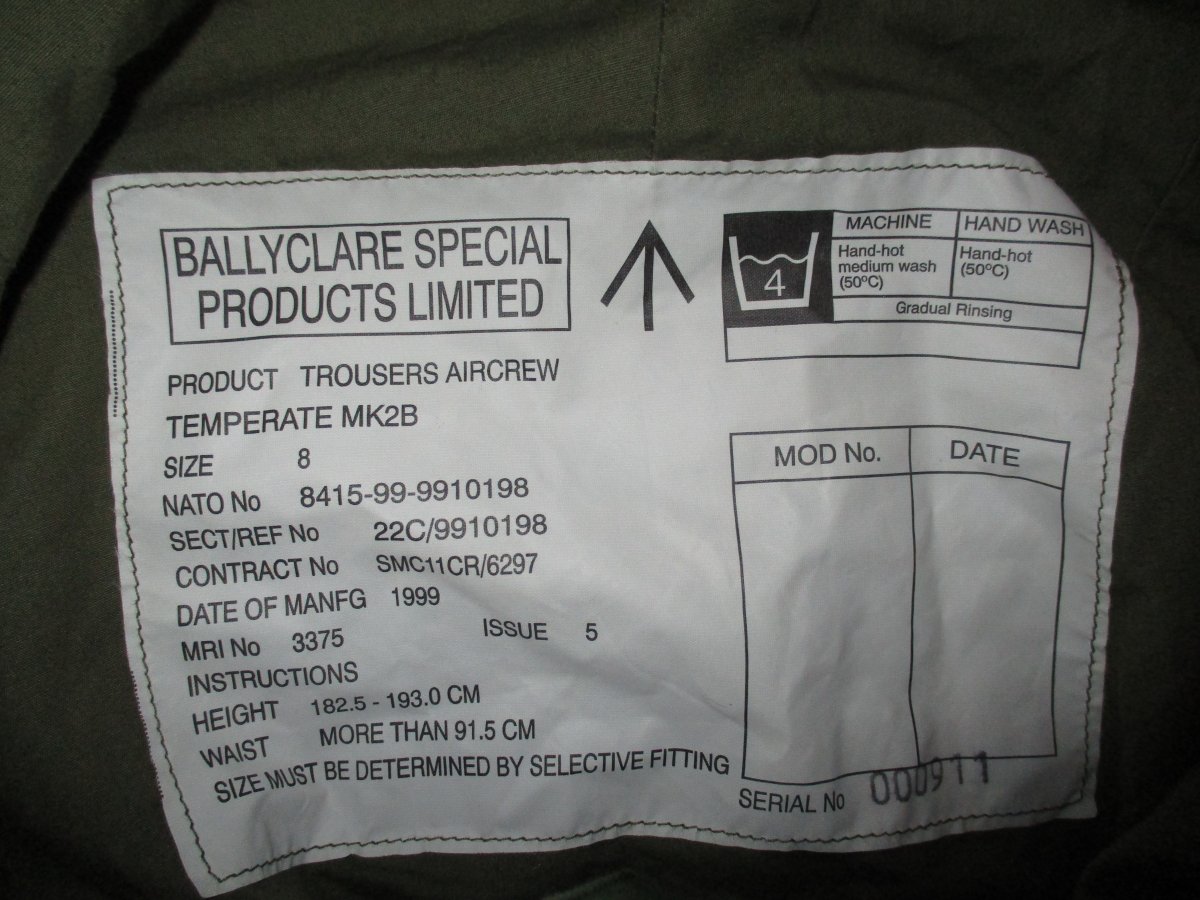 BALLYCLARE SPECIAL
PRODUCTS LIMITED
PRODUCT TROUSERS AIRCREW
TEMPERATE MK2B
SIZE 8
NATO No 8415-99-9910198
SECT/REF No 22C/9910198
CONTRACT No SMC11CR/6297
DATE OF MANFG 1999
MRI No 3375 ISSUE 5
INSTRUCTIONS
HEIGHT 182.5 - 193.0 CM
WAIST MORE THAN 91.5 CM
SIZE MUST BE DETERMINED BY SELECTIVE FITTING
4
MACHINE HAND WASH
Hand-hot
medium wash
(50ºC)
Hand-hot
(50ºC)
Gradual Rinsing
MOD No. DATE
SERIAL No 000911